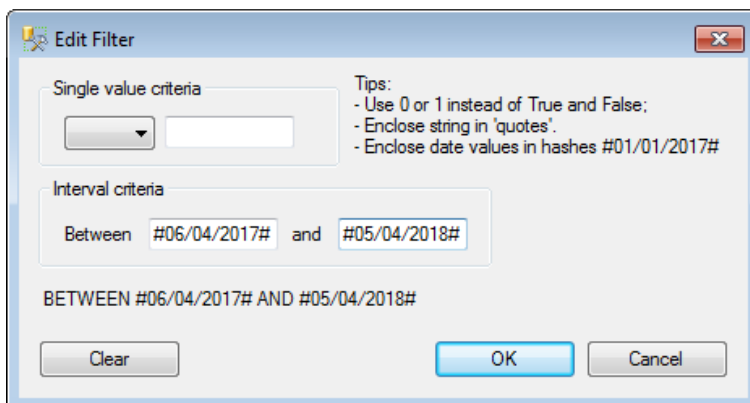 Edit Filter
Single value criteria
Tips:
- Use 0 or 1 instead of True and False;
- Enclose string in 'quotes'.
- Enclose date values in hashes #01/01/2017#
Interval criteria
Between #06/04/2017# and #05/04/2018#
BETWEEN #06/04/2017# AND #05/04/2018#
Clear OK Cancel